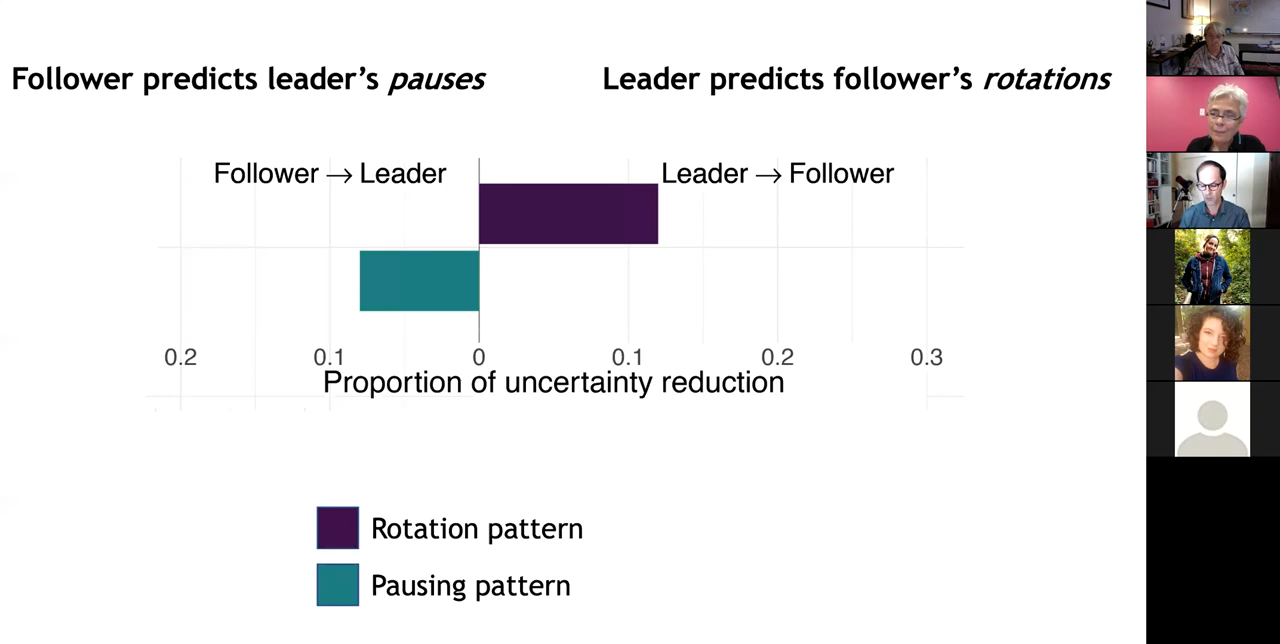 Follower predicts leader's pauses
Leader predicts follower's rotations
Follower → Leader
Leader → Follower
0.2 0.1 0 0.1 0.2 0.3
Proportion of uncertainty reduction
Rotation pattern
Pausing pattern